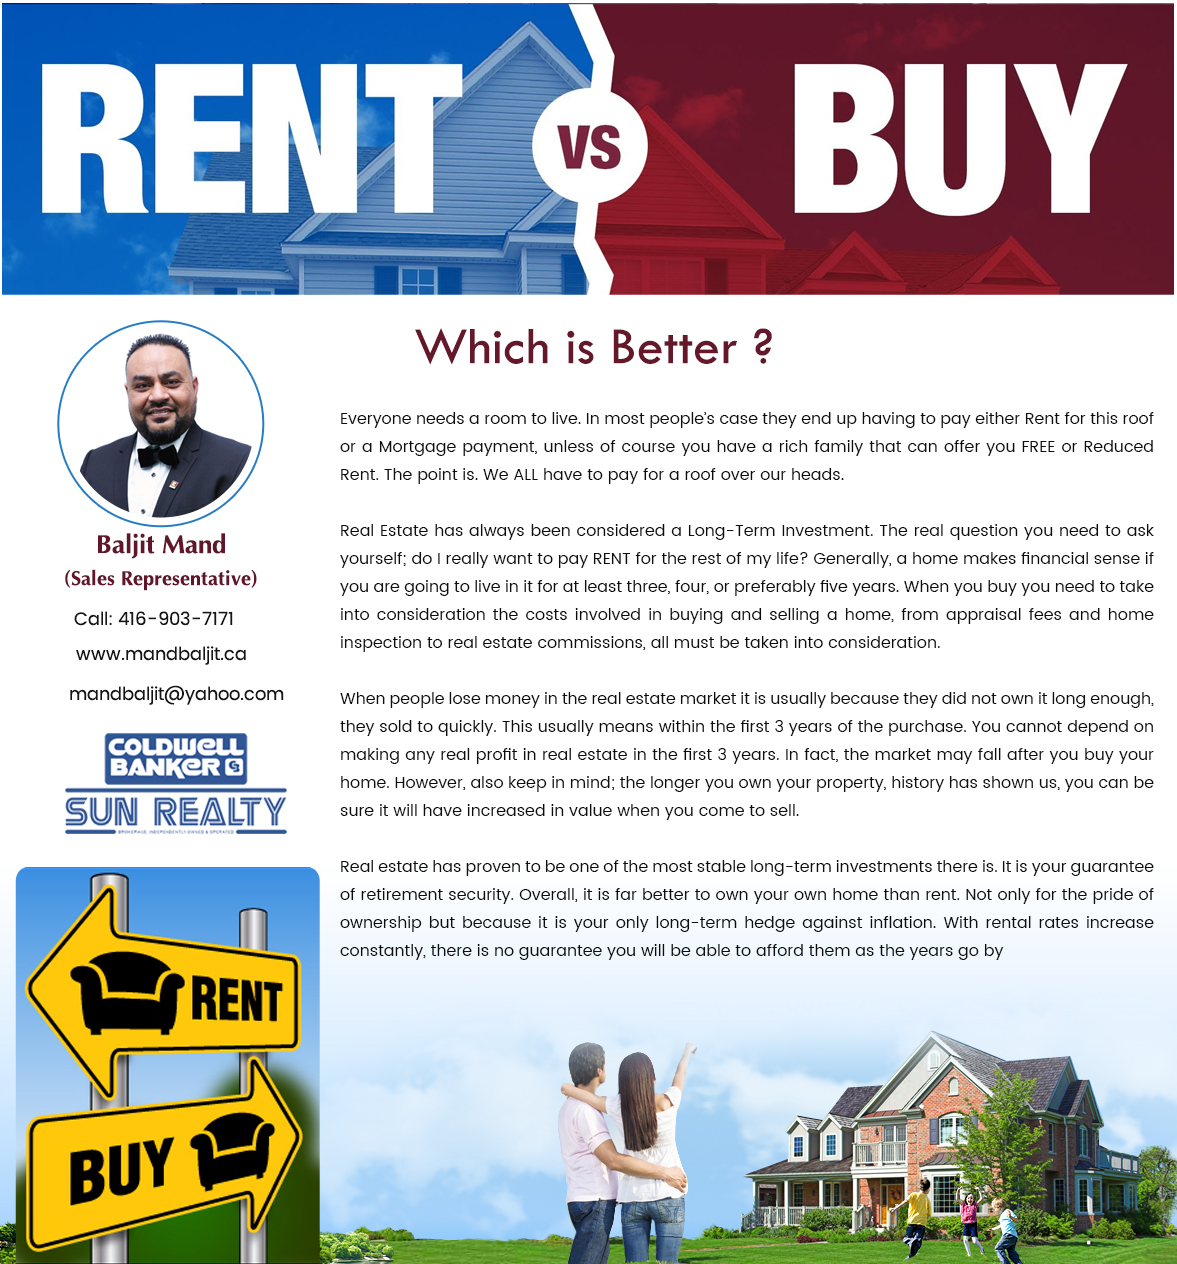 RENT
VS
BUY
Which is Better ?
Baljit Mand
(Sales Representative)
Call: 416-903-7171
www.mandbaljit.ca
mandbaljit@yahoo.com
COLDWELL
BANKER CB
SUN REALTY
BROKERAGE, INDEPENDENTLY OWNED & OPERATED
Everyone needs a room to live. In most people's case they end up having to pay either Rent for this roof
or a Mortgage payment, unless of course you have a rich family that can offer you FREE or Reduced
Rent. The point is. We ALL have to pay for a roof over our heads.
Real Estate has always been considered a Long-Term Investment. The real question you need to ask
yourself; do I really want to pay RENT for the rest of my life? Generally, a home makes financial sense if
you are going to live in it for at least three, four, or preferably five years. When you buy you need to take
into consideration the costs involved in buying and selling a home, from appraisal fees and home
inspection to real estate commissions, all must be taken into consideration.
When people lose money in the real estate market it is usually because they did not own it long enough,
they sold to quickly. This usually means within the first 3 years of the purchase. You cannot depend on
making any real profit in real estate in the first 3 years. In fact, the market may fall after you buy your
home. However, also keep in mind; the longer you own your property, history has shown us, you can be
sure it will have increased in value when you come to sell.
Real estate has proven to be one of the most stable long-term investments there is. It is your guarantee
of retirement security. Overall, it is far better to own your own home than rent. Not only for the pride of
ownership but because it is your only long-term hedge against inflation. With rental rates increase
constantly, there is no guarantee you will be able to afford them as the years go by
RENT
BUY